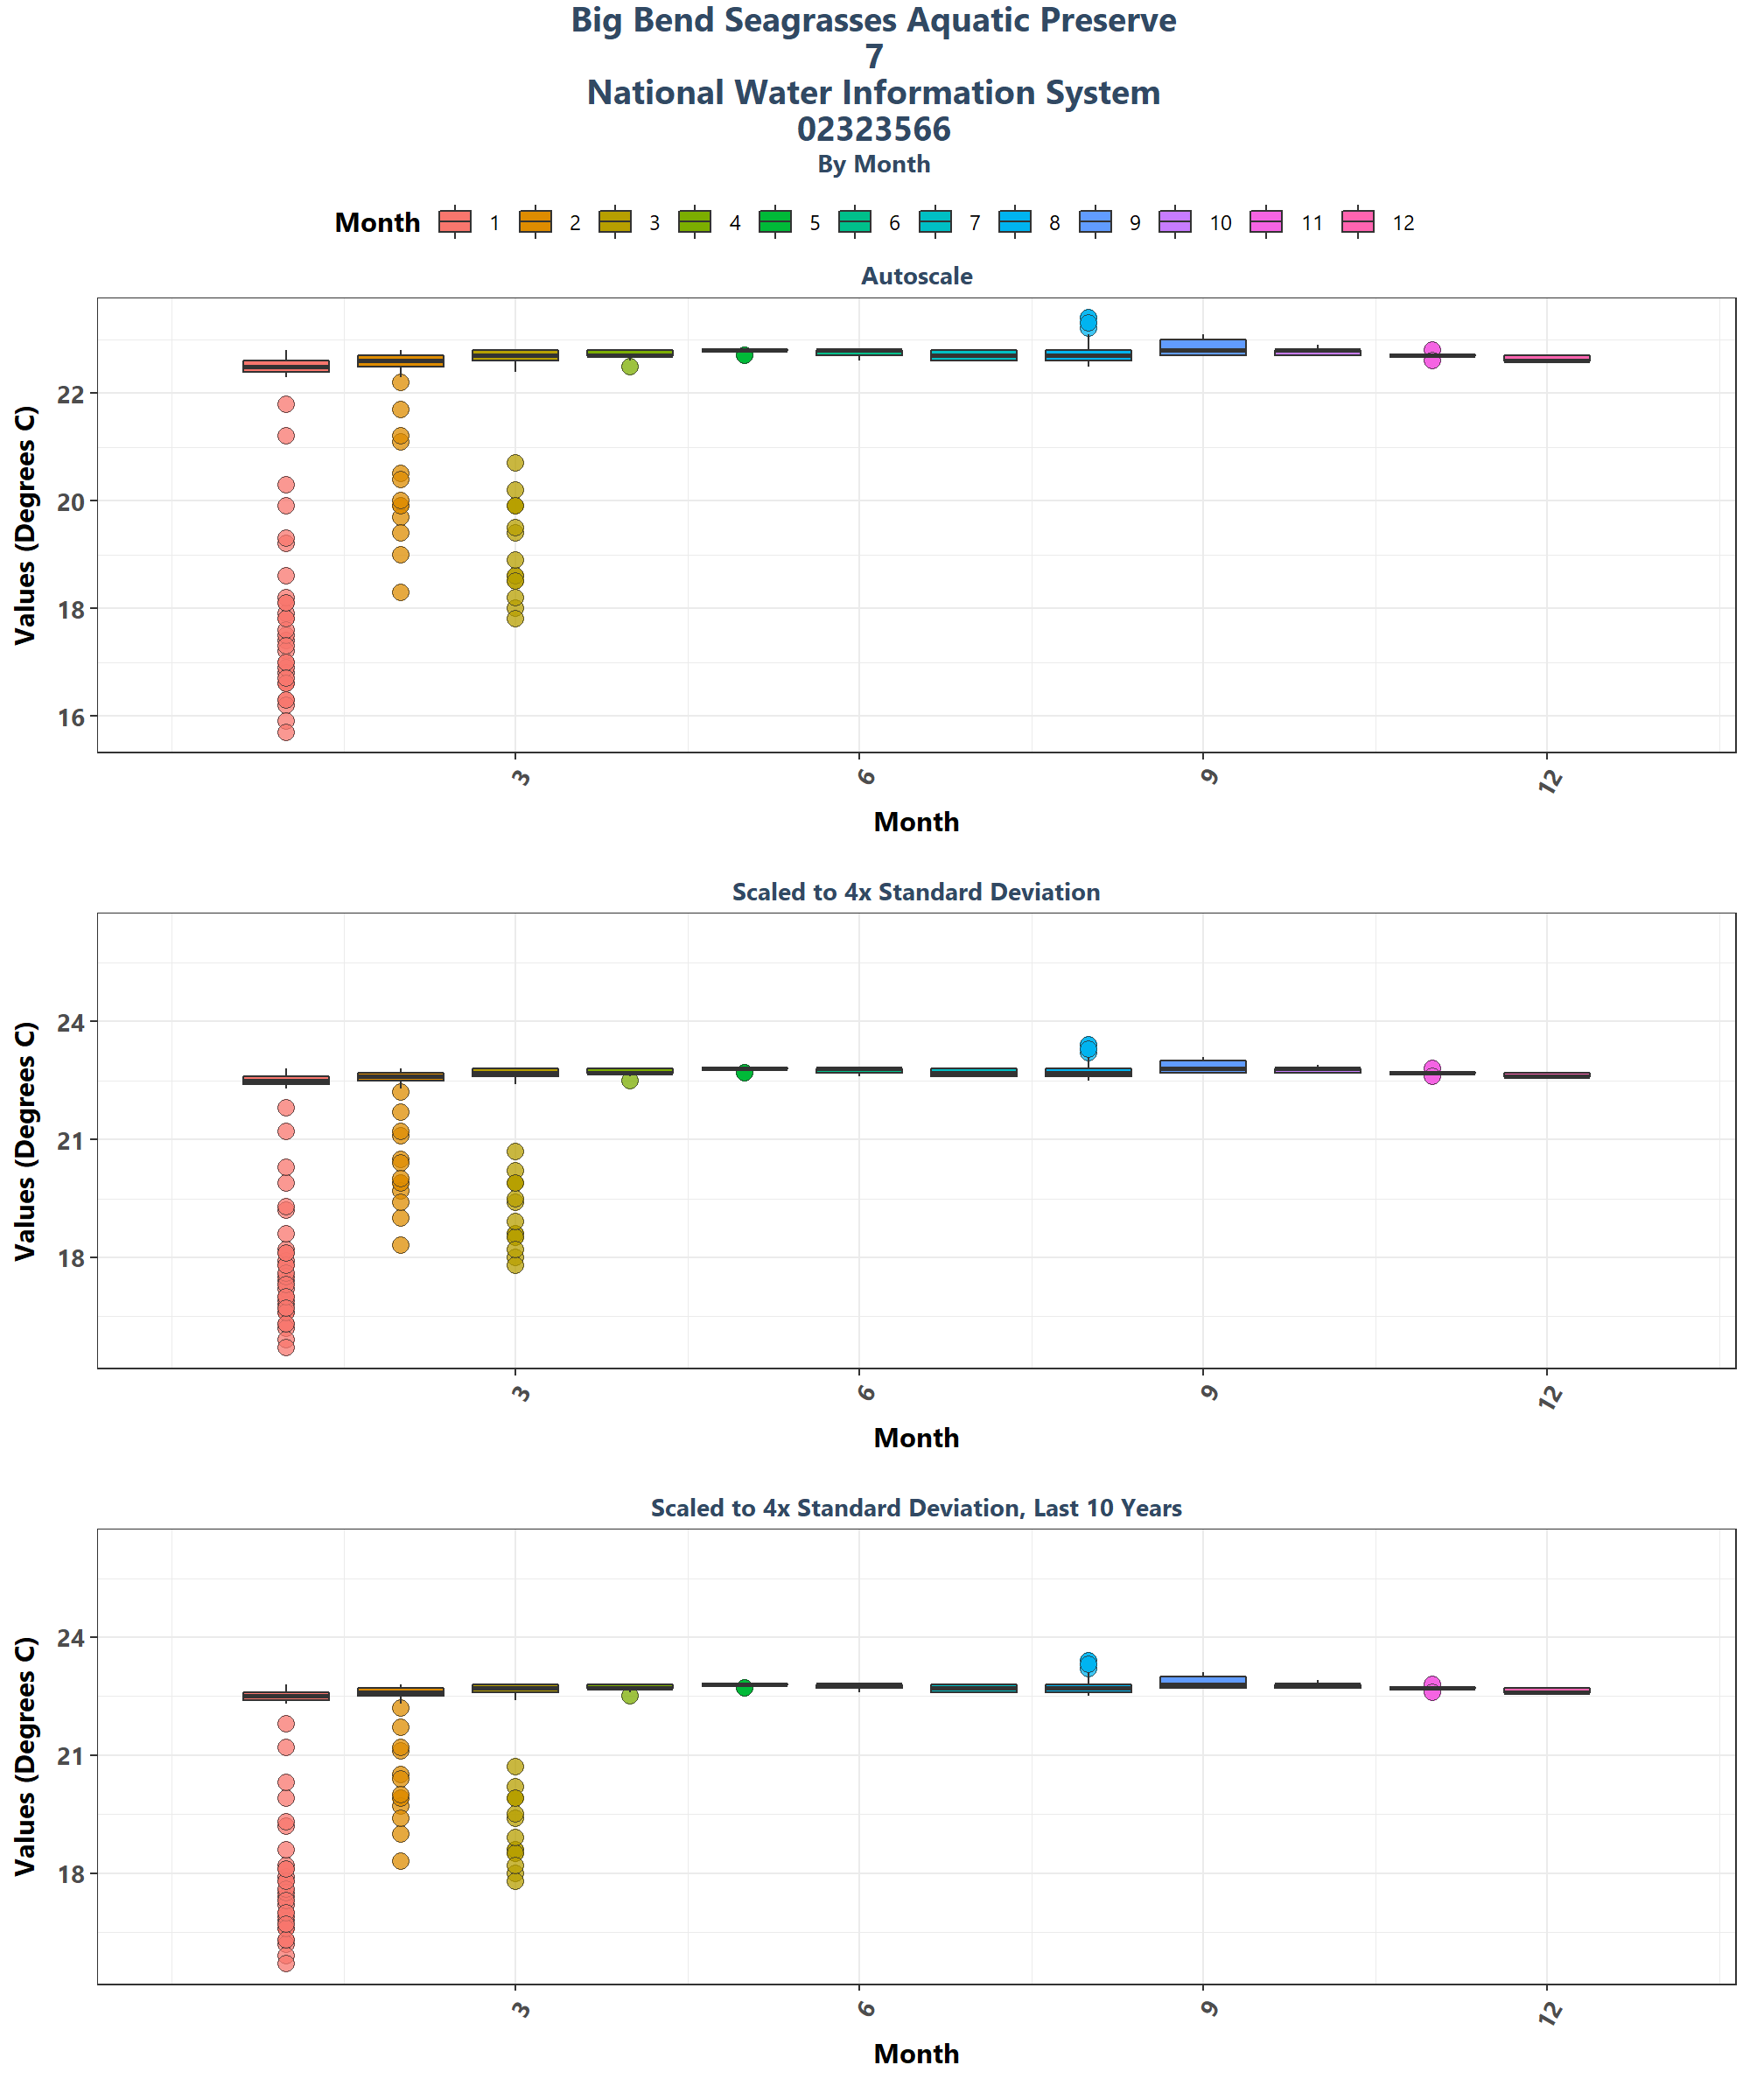 Big Bend Seagrasses Aquatic Preserve
7
National Water Information System
02323566
By Month
Month 1 2 3 4 5 6 7 8 9 10 11 12
Autoscale
Values (Degrees C)
22
20
18
16
3 6 9 12
Month
Scaled to 4x Standard Deviation
Values (Degrees C)
24
21
18
3 6 9 12
Month
Scaled to 4x Standard Deviation, Last 10 Years
Values (Degrees C)
24
21
18
3 6 9 12
Month